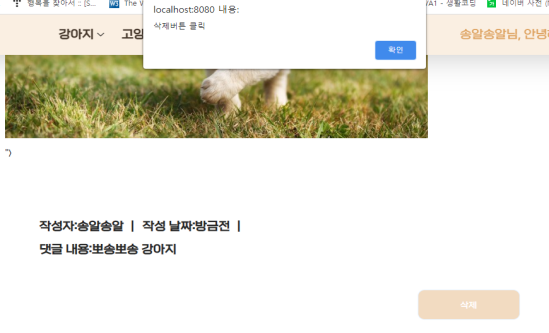 행복을 찾아서 :: (S...
W3 The W
localhost:8080 내용:
삭제버튼 클릭
확인
/A1 - 생활코딩
네이버 사전 (
강아지
고양
송알송알님, 안녕
")
작성자:송알송알 | 작성 날짜:방금전 |
댓글 내용:뽀송뽀송 강아지
삭제